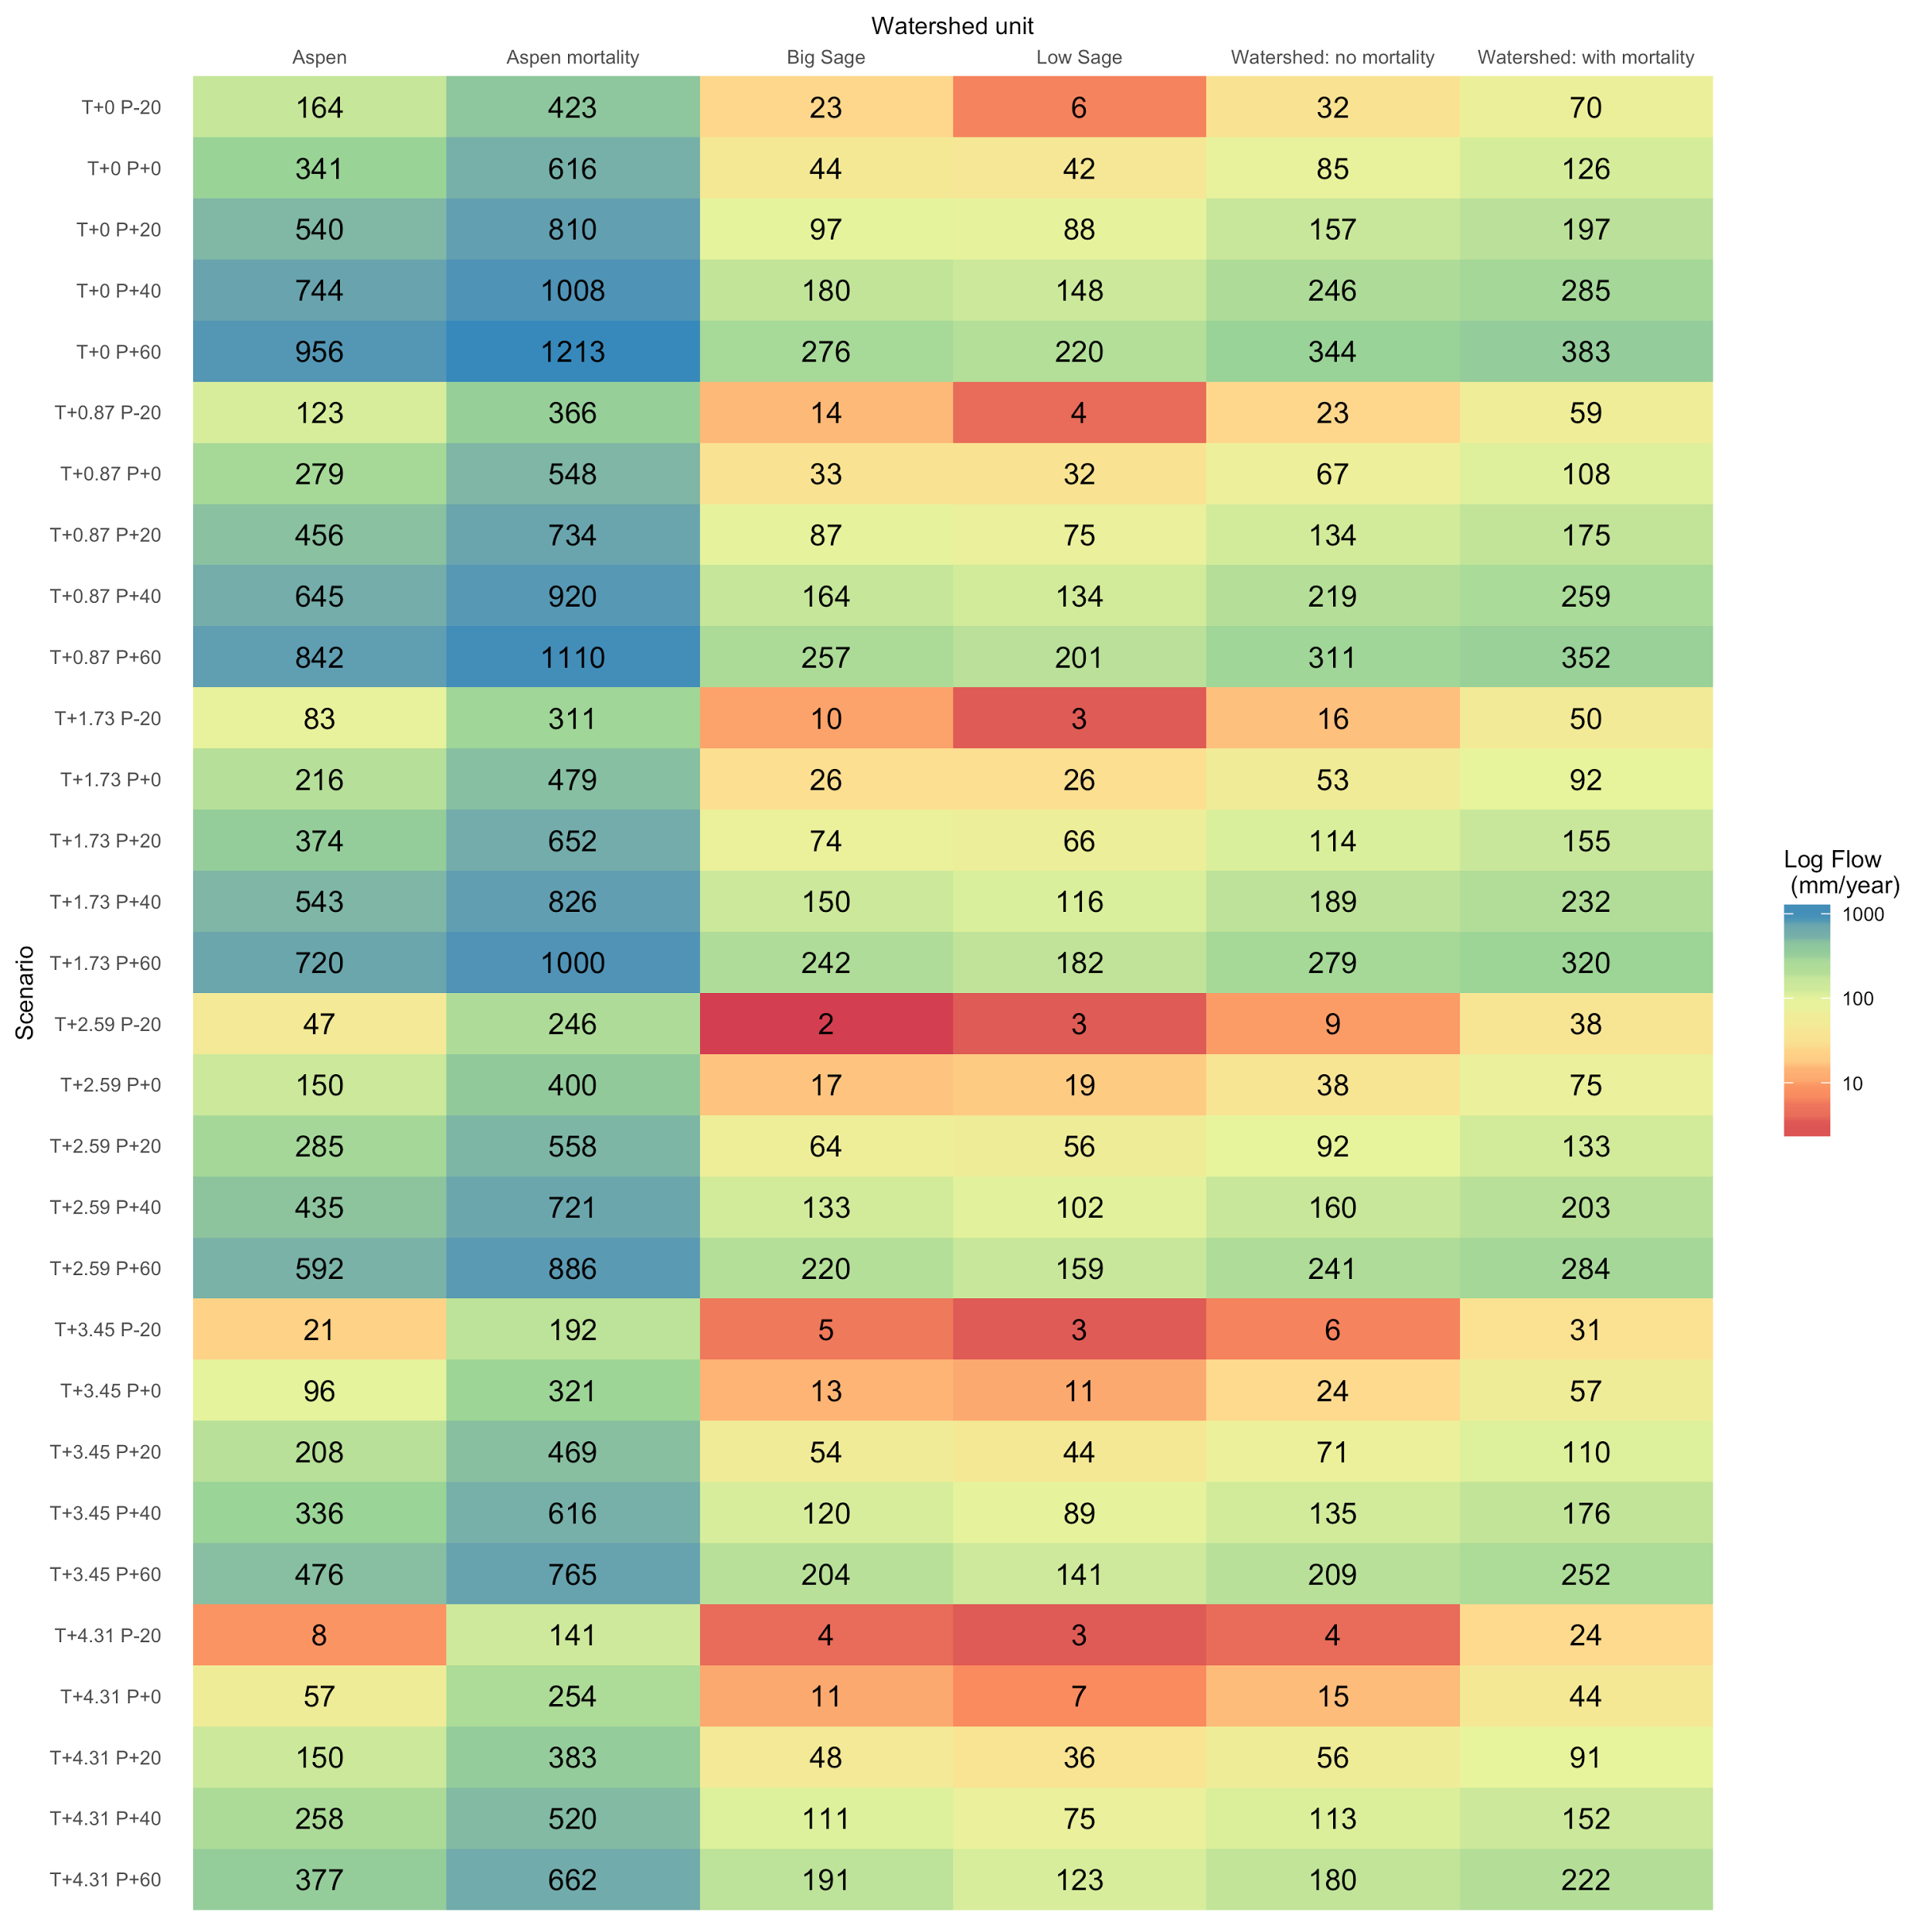 Watershed unit
Aspen Aspen mortality Big Sage Low Sage Watershed: no mortality Watershed: with mortality
T+0 P-20 164 423 23 6 32 70
T+0 P+0 341 616 44 42 85 126
T+0 P+20 540 810 97 88 157 197
T+0 P+40 744 1008 180 148 246 285
T+0 P+60 956 1213 276 220 344 383
T+0.87 P-20 123 366 14 4 23 59
T+0.87 P+0 279 548 33 32 67 108
T+0.87 P+20 456 734 87 75 134 175
T+0.87 P+40 645 920 164 134 219 259
T+0.87 P+60 842 1110 257 201 311 352
T+1.73 P-20 83 311 10 3 16 50
T+1.73 P+0 216 479 26 26 53 92
T+1.73 P+20 374 652 74 66 114 155
T+1.73 P+40 543 826 150 116 189 232
T+1.73 P+60 720 1000 242 182 279 320
T+2.59 P-20 47 246 2 3 9 38
T+2.59 P+0 150 400 17 19 38 75
T+2.59 P+20 285 558 64 56 92 133
T+2.59 P+40 435 721 133 102 160 203
T+2.59 P+60 592 886 220 159 241 284
T+3.45 P-20 21 192 5 3 6 31
T+3.45 P+0 96 321 13 11 24 57
T+3.45 P+20 208 469 54 44 71 110
T+3.45 P+40 336 616 120 89 135 176
T+3.45 P+60 476 765 204 141 209 252
T+4.31 P-20 8 141 4 3 4 24
T+4.31 P+0 57 254 11 7 15 44
T+4.31 P+20 150 383 48 36 56 91
T+4.31 P+40 258 520 111 75 113 152
T+4.31 P+60 377 662 191 123 180 222
Scenario
Log Flow
(mm/year)
1000
100
10